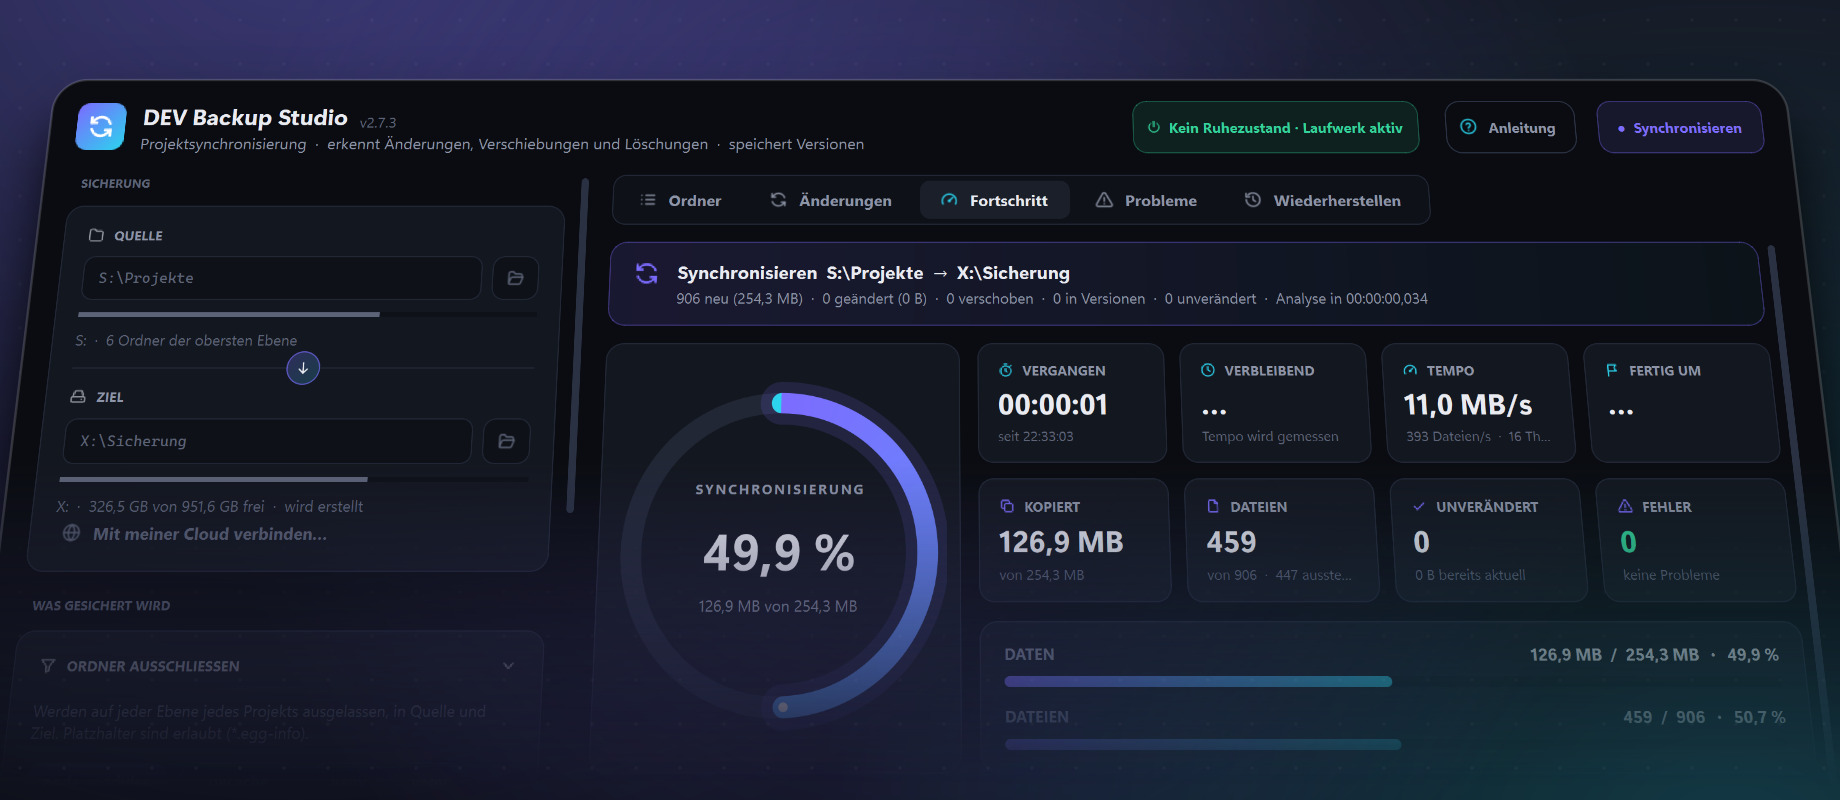 DEV Backup Studio v2.7.3
Projektsynchronisierung · erkennt Änderungen, Verschiebungen und Löschungen · speichert Versionen
Kein Ruhezustand · Laufwerk aktiv
Anleitung
Synchronisieren
SICHERUNG
QUELLE
S:\Projekte
S: · 6 Ordner der obersten Ebene
ZIEL
X:\Sicherung
X: · 326,5 GB von 951,6 GB frei · wird erstellt
Mit meiner Cloud verbinden...
WAS GESICHERT WIRD
ORDNER AUSSCHLIESSEN
Werden auf jeder Ebene jedes Projekts ausgelassen, in Quelle und
Ziel. Platzhalter sind erlaubt (*.egg-info).
Ordner
Änderungen
Fortschritt
Probleme
Wiederherstellen
Synchronisieren S:\Projekte → X:\Sicherung
906 neu (254,3 MB) · 0 geändert (0 B) · 0 verschoben · 0 in Versionen · 0 unverändert · Analyse in 00:00:00,034
SYNCHRONISIERUNG
49,9 %
126,9 MB von 254,3 MB
VERGANGEN
00:00:01
seit 22:33:03
VERBLEIBEND
...
Tempo wird gemessen
TEMPO
11,0 MB/s
393 Dateien/s · 16 Th...
FERTIG UM
...
KOPIERT
126,9 MB
von 254,3 MB
DATEIEN
459
von 906 · 447 ausste...
UNVERÄNDERT
0
0 B bereits aktuell
FEHLER
0
keine Probleme
DATEN
126,9 MB / 254,3 MB · 49,9 %
DATEIEN
459 / 906 · 50,7 %